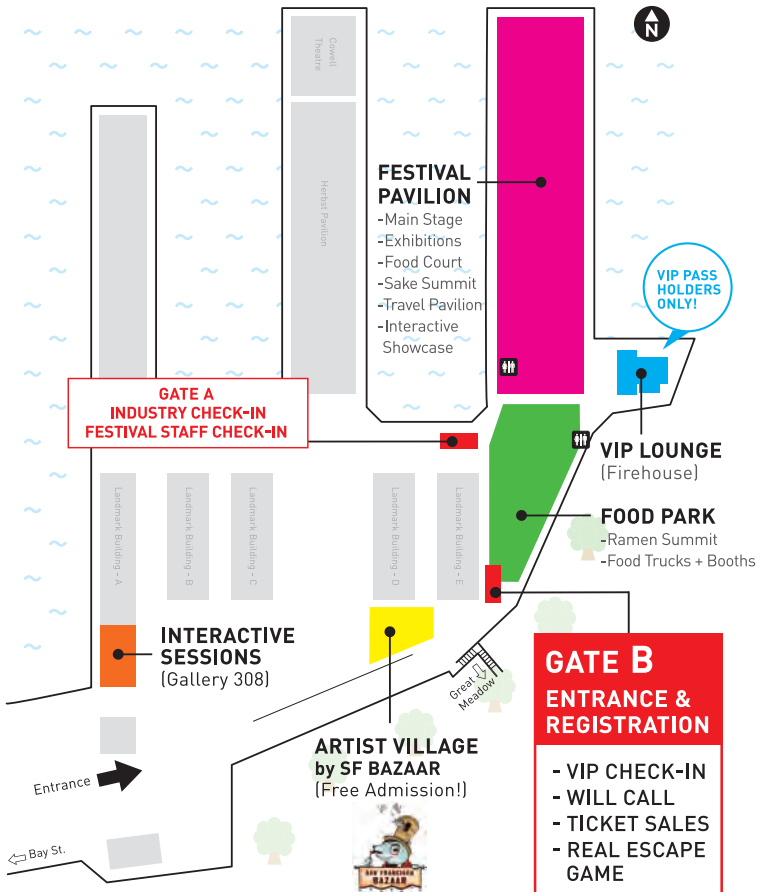 N
Cowell
Theatre
Herbst Pavilion
FESTIVAL
PAVILION
-Main Stage
-Exhibitions
-Food Court
-Sake Summit
-Travel Pavilion
-Interactive
Showcase
VIP PASS
HOLDERS
ONLY!
GATE A
INDUSTRY CHECK-IN
FESTIVAL STAFF CHECK-IN
VIP LOUNGE
(Firehouse)
Landmark Building - A
Landmark Building - B
Landmark Building - C
Landmark Building - D
Landmark Building - E
FOOD PARK
-Ramen Summit
-Food Trucks + Booths
INTERACTIVE
SESSIONS
(Gallery 308)
Great
Meadow
GATE B
ENTRANCE &
REGISTRATION
- VIP CHECK-IN
- WILL CALL
- TICKET SALES
- REAL ESCAPE
GAME
ARTIST VILLAGE
by SF BAZAAR
(Free Admission!)
Entrance
Bay St.
SAN FRANCISCO
BAZAAR